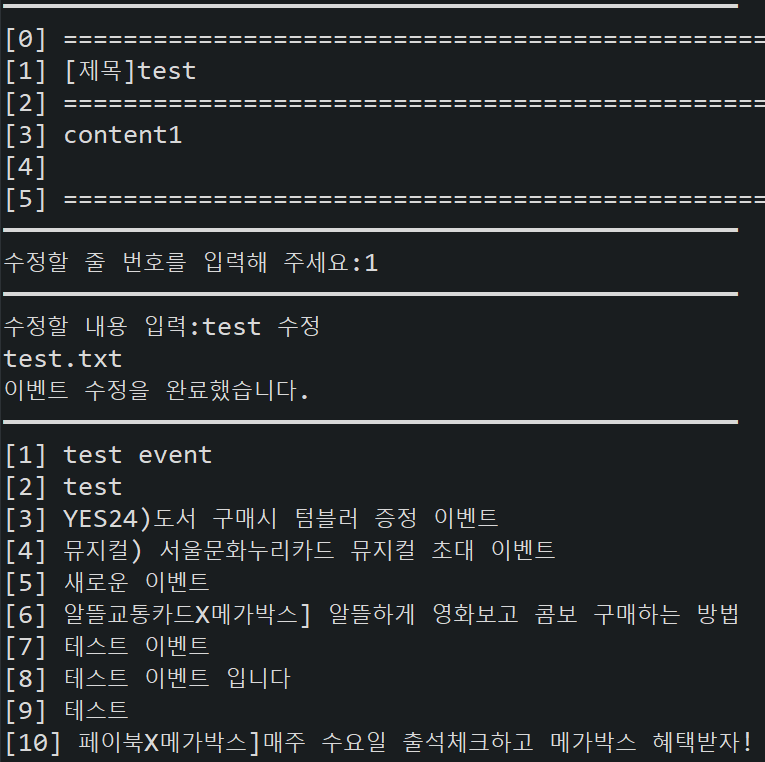 [0] ===============================================
[1] [제목]test
[2] ===============================================
[3] content1
[4]
[5] ===============================================
수정할 줄 번호를 입력해 주세요:1
수정할 내용 입력:test 수정
test.txt
이벤트 수정을 완료했습니다.
[1] test event
[2] test
[3] YES24)도서 구매시 텀블러 증정 이벤트
[4] 뮤지컬) 서울문화누리카드 뮤지컬 초대 이벤트
[5] 새로운 이벤트
[6] 알뜰교통카드X메가박스] 알뜰하게 영화보고 콤보 구매하는 방법
[7] 테스트 이벤트
[8] 테스트 이벤트 입니다
[9] 테스트
[10] 페이북X메가박스]매주 수요일 출석체크하고 메가박스 혜택받자!